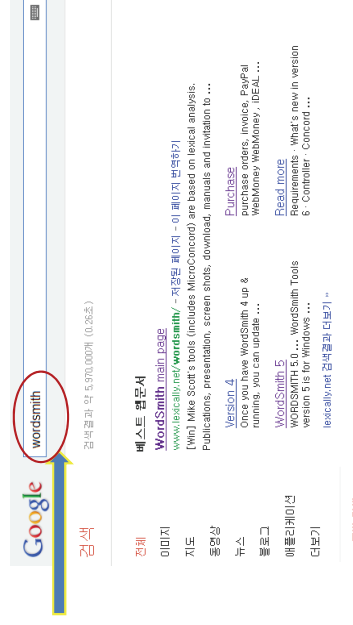 Google
wordsmith
검색
검색결과 약 5,970,000개 (0.26초)
전체
이미지
지도
동영상
뉴스
블로그
애플리케이션
더보기
베스트 웹문서
WordSmith main page
www.lexically.net/wordsmith/ - 저장된 페이지 - 이 페이지 번역하기
[Win] Mike Scott's tools (includes MicroConcord) are based on lexical analysis.
Publications, presentation, screen shots, download, manuals and invitation to ...
Version 4
Once you have WordSmith 4 up &
running, you can update ...
Purchase
purchase orders, invoice, PayPal
WebMoney WebMoney , iDEAL ...
WordSmith 5
WORDSMITH 5.0 ... WordSmith Tools
version 5 is for Windows ...
Read more
Requirements · What's new in version
6 · Controller · Concord ...
lexically.net 검색결과 더보기 »